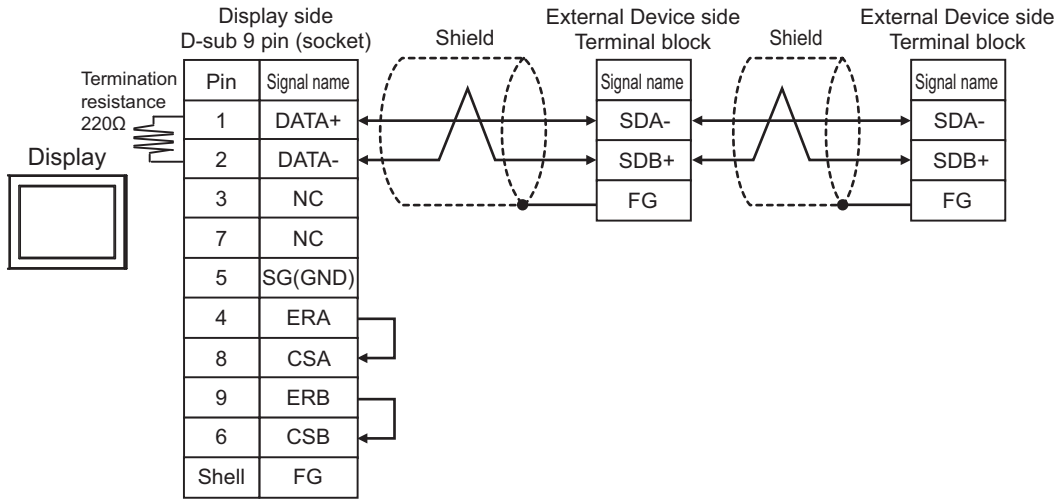 Display side
D-sub 9 pin (socket)
Shield
External Device side
Terminal block
Shield
External Device side
Terminal block
Termination
resistance
220Ω
Display
Pin Signal name
1 DATA+
2 DATA-
3 NC
7 NC
5 SG(GND)
4 ERA
8 CSA
9 ERB
6 CSB
Shell FG
Signal name
SDA-
SDB+
FG
Signal name
SDA-
SDB+
FG